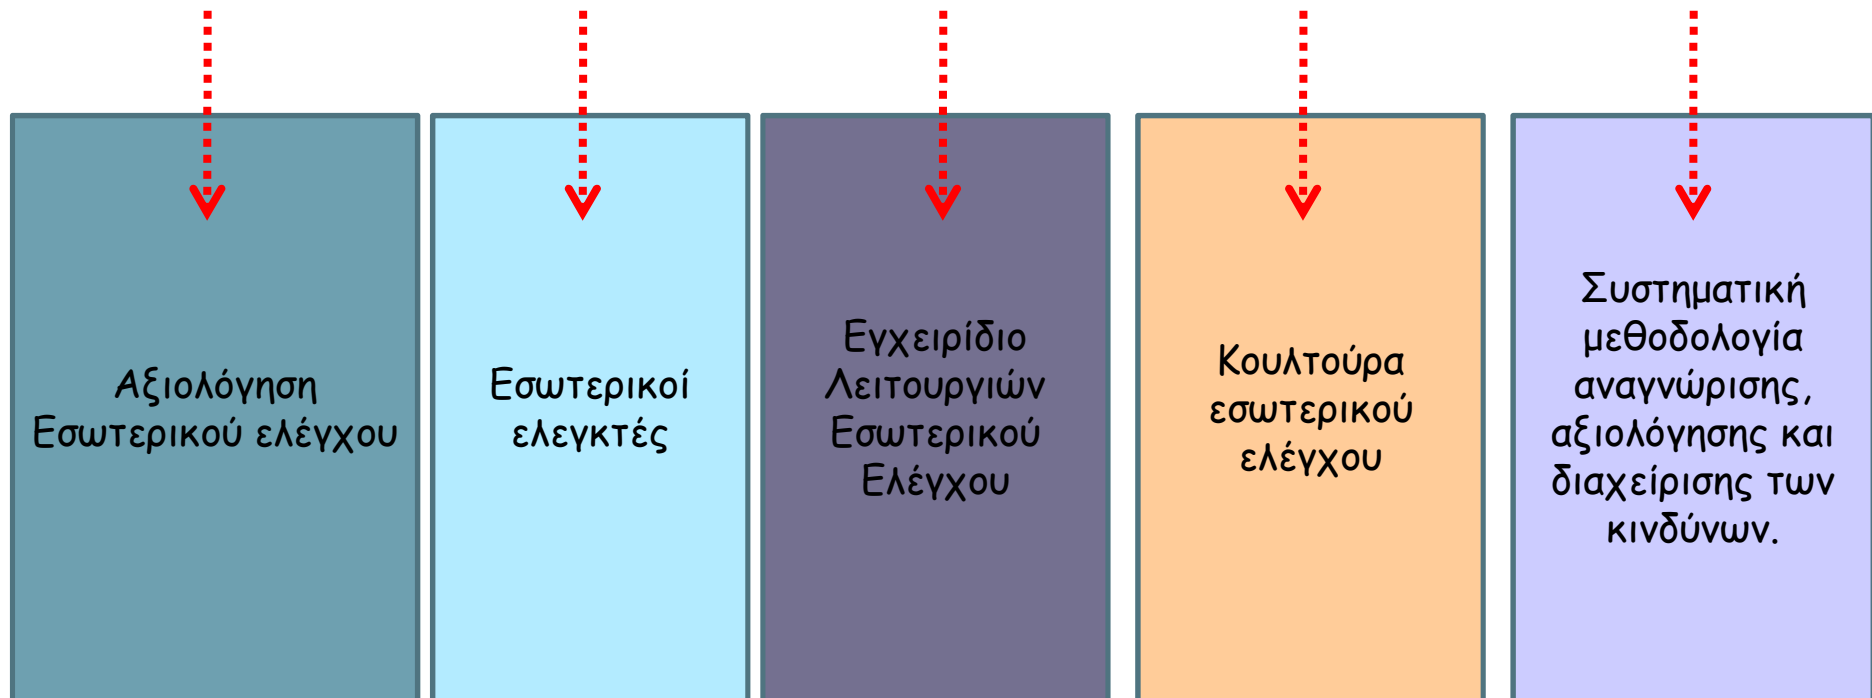 Αξιολόγηση
Εσωτερικού ελέγχου
Εσωτερικοί
ελεγκτές
Εγχειρίδιο
Λειτουργιών
Εσωτερικού
Ελέγχου
Κουλτούρα
εσωτερικού
ελέγχου
Συστηματική
μεθοδολογία
αναγνώρισης,
αξιολόγησης και
διαχείρισης των
κινδύνων.